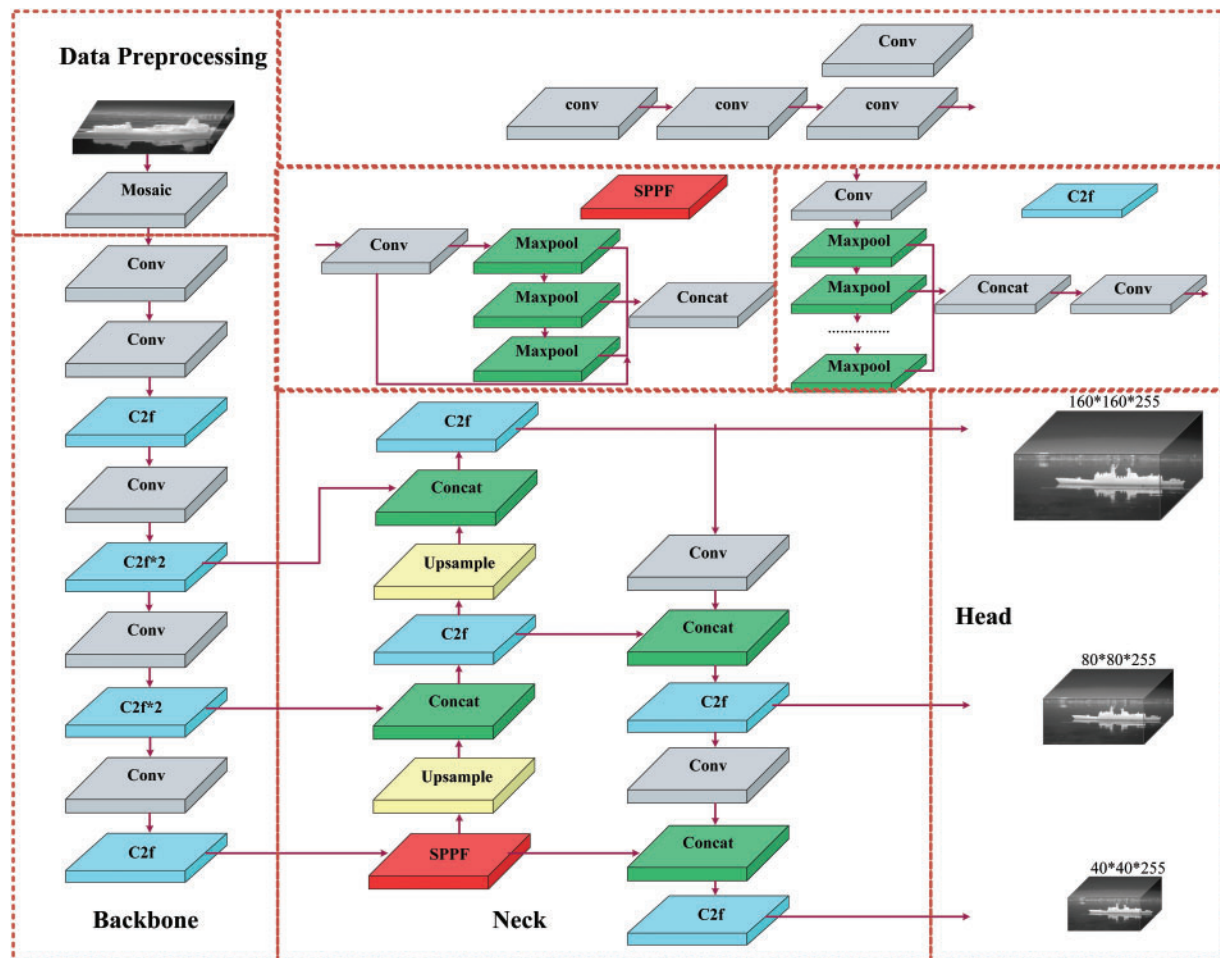 Data Preprocessing
Mosaic
Conv
conv
conv
conv
SPPF
Conv
Maxpool
Maxpool
Maxpool
Concat
C2f
Conv
Maxpool
Maxpool
..............
Maxpool
Concat
Conv
Conv
Conv
C2f
Conv
C2f*2
Conv
C2f*2
Conv
C2f
Backbone
C2f
Concat
Upsample
C2f
Concat
Upsample
SPPF
Conv
Concat
C2f
Conv
Concat
C2f
Neck
160*160*255
Head
80*80*255
40*40*255